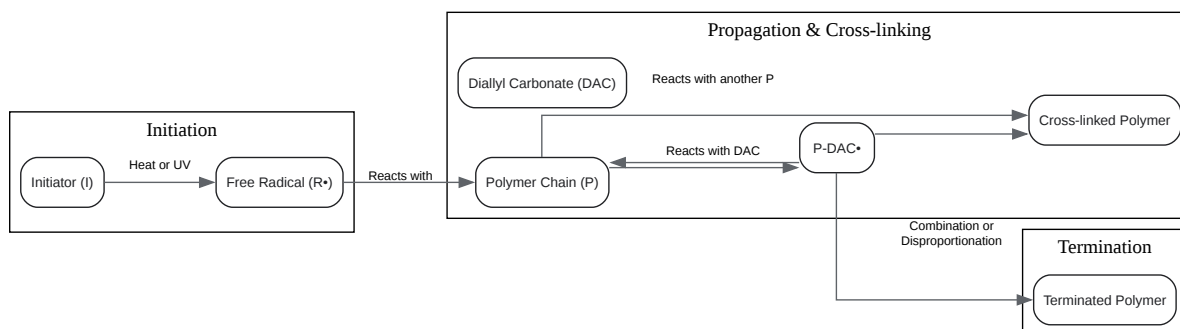 Propagation & Cross-linking
Diallyl Carbonate (DAC)
Reacts with another P
Cross-linked Polymer
Initiation
Heat or UV
Initiator (I)
Free Radical (R•)
Reacts with
Polymer Chain (P)
Reacts with DAC
P-DAC•
Combination or
Disproportionation
Termination
Terminated Polymer